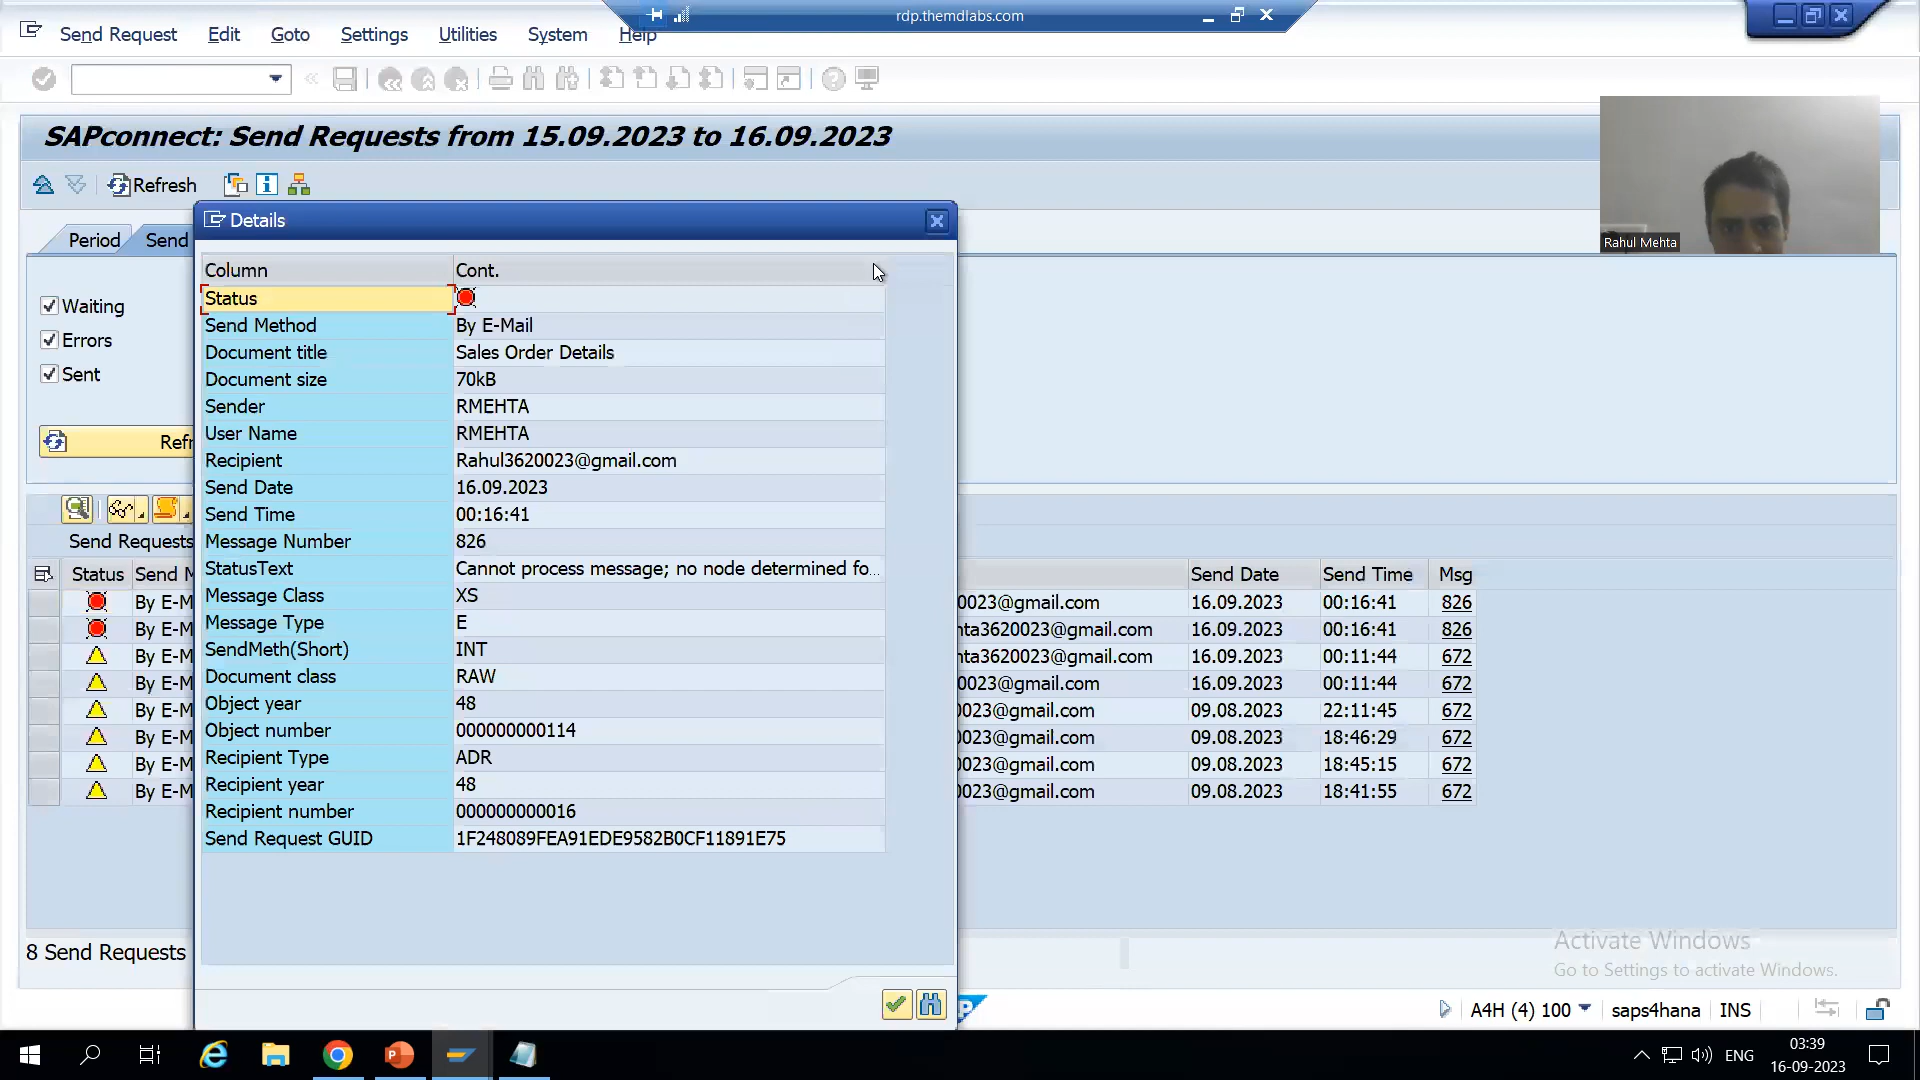 rdp.themdlabs.com
Send Request Edit Goto Settings Utilities System Help
SAPconnect: Send Requests from 15.09.2023 to 16.09.2023
Refresh
Rahul Mehta
Period Send
Details
Column Cont.
Status
Send Method By E-Mail
Document title Sales Order Details
Document size 70kB
Sender RMEHTA
User Name RMEHTA
Recipient Rahul3620023@gmail.com
Send Date 16.09.2023
Send Time 00:16:41
Message Number 826
StatusText Cannot process message; no node determined fo...
Message Class XS
Message Type E
SendMeth(Short) INT
Document class RAW
Object year 48
Object number 000000000114
Recipient Type ADR
Recipient year 48
Recipient number 000000000016
Send Request GUID 1F248089FEA91EDE9582B0CF11891E75
Waiting
Errors
Sent
Refr
Send Requests
Status Send M Send Date Send Time Msg
By E-M 0023@gmail.com 16.09.2023 00:16:41 826
By E-M hta3620023@gmail.com 16.09.2023 00:16:41 826
By E-M hta3620023@gmail.com 16.09.2023 00:11:44 672
By E-M 0023@gmail.com 16.09.2023 00:11:44 672
By E-M 0023@gmail.com 09.08.2023 22:11:45 672
By E-M 0023@gmail.com 09.08.2023 18:46:29 672
By E-M 0023@gmail.com 09.08.2023 18:45:15 672
By E-M 0023@gmail.com 09.08.2023 18:41:55 672
8 Send Requests
Activate Windows
Go to Settings to activate Windows.
A4H (4) 100 saps4hana INS
ENG
03:39
16-09-2023